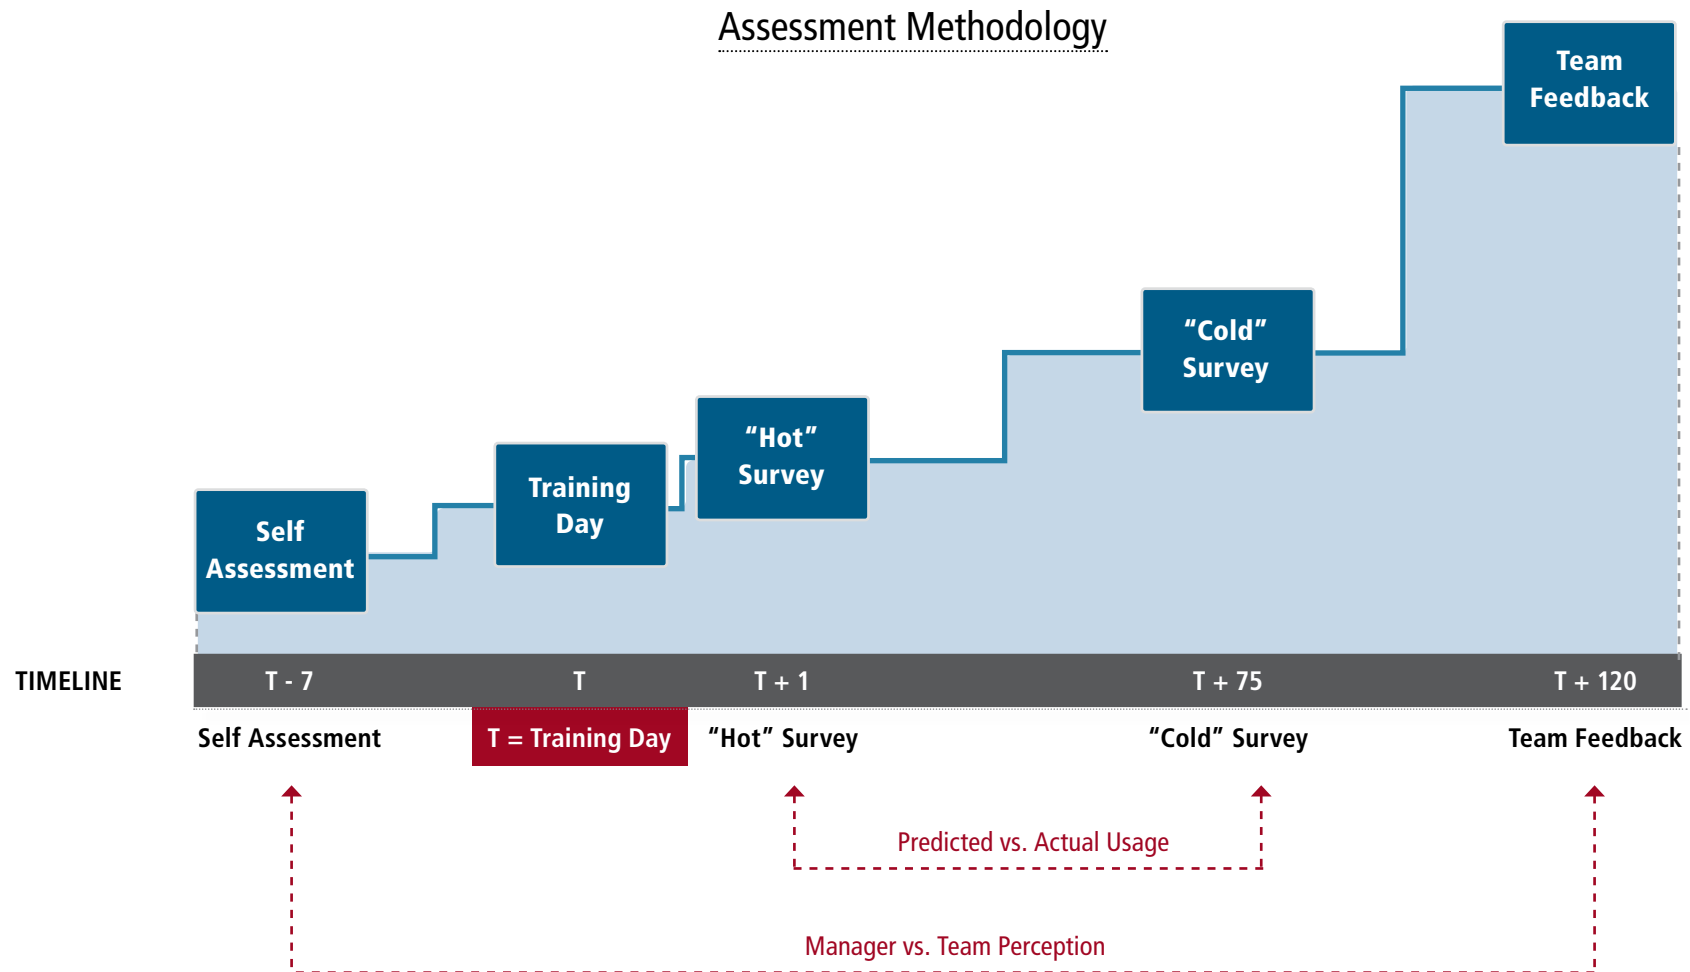 Assessment Methodology
Team
Feedback
“Cold”
Survey
“Hot”
Survey
Training
Day
Self
Assessment
TIMELINE
T - 7
T
T + 1
T + 75
T + 120
Self Assessment
T = Training Day
“Hot” Survey
“Cold” Survey
Team Feedback
Predicted vs. Actual Usage
Manager vs. Team Perception